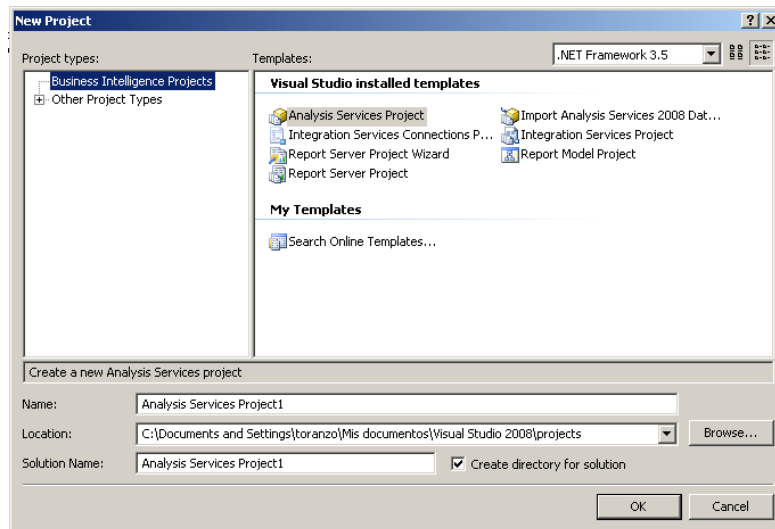 New Project
Project types:
Templates:
.NET Framework 3.5
Business Intelligence Projects
Other Project Types
Visual Studio installed templates
Analysis Services Project
Import Analysis Services 2008 Dat...
Integration Services Connections P...
Integration Services Project
Report Server Project Wizard
Report Model Project
Report Server Project
My Templates
Search Online Templates...
Create a new Analysis Services project
Name:
Analysis Services Project1
Location:
C:\Documents and Settings\toranzo\Mis documentos\Visual Studio 2008\projects
Browse...
Solution Name:
Analysis Services Project1
Create directory for solution
OK
Cancel